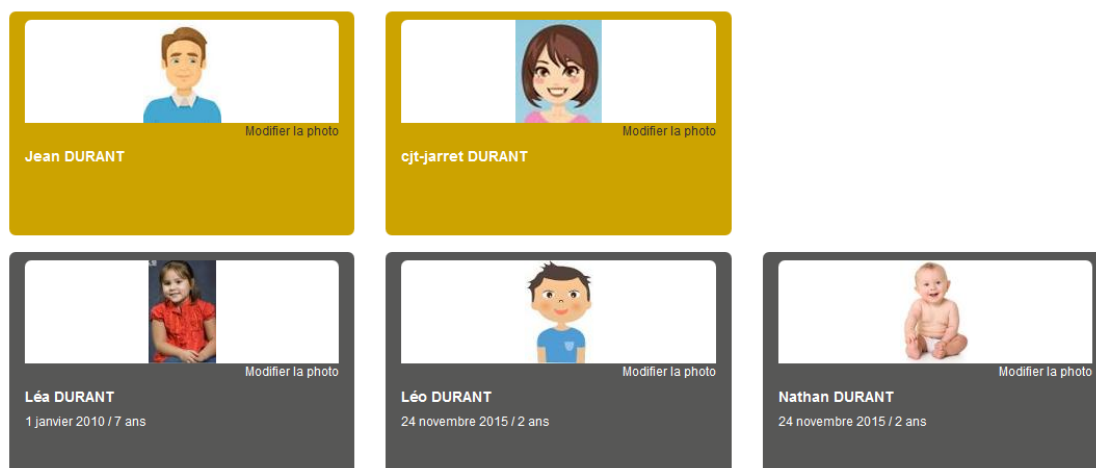 Modifier la photo
Modifier la photo
Jean DURANT
cjt-jarret DURANT
Modifier la photo
Modifier la photo
Modifier la photo
Léa DURANT
Léo DURANT
Nathan DURANT
1 janvier 2010 / 7 ans
24 novembre 2015 / 2 ans
24 novembre 2015 / 2 ans